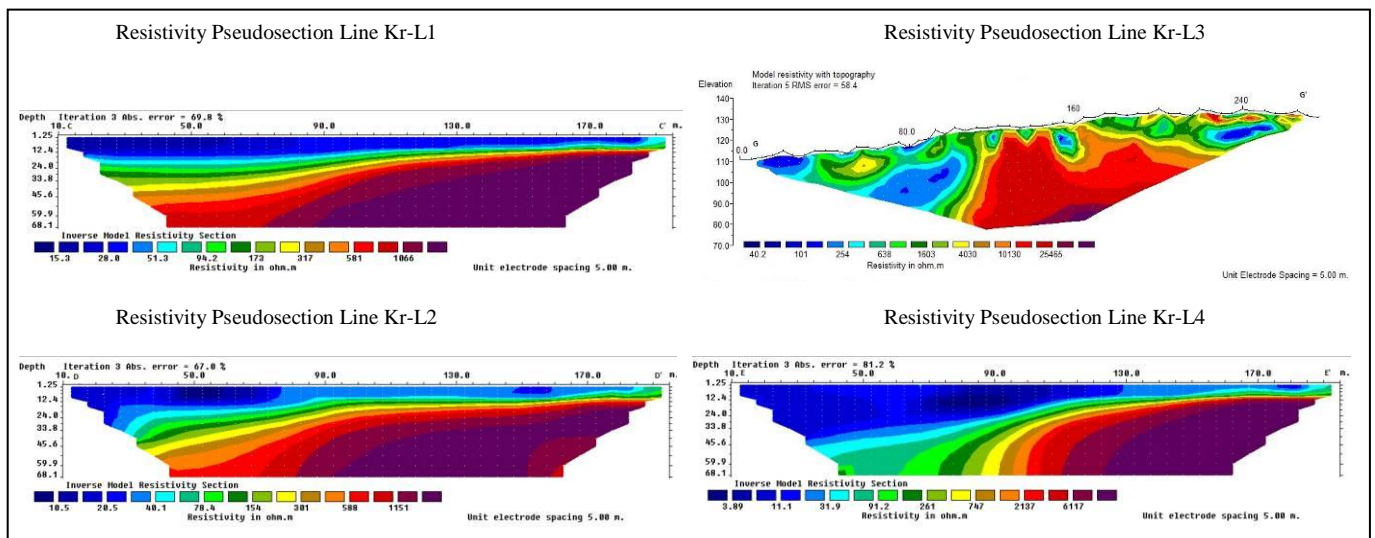 Resistivity Pseudosection Line Kr-L1
Depth Iteration 3 Abs. error = 69.8 %
10. C 50.0 90.0 130.0 170.0 C' m.
1.25
12.4
24.0
33.8
45.6
59.9
68.1
Inverse Model Resistivity Section
15.3 28.0 51.3 94.2 173 317 581 1066
Resistivity in ohm.m
Unit electrode spacing 5.00 m.
Resistivity Pseudosection Line Kr-L3
Model resistivity with topography
Iteration 5 RMS error = 58.4
Elevation
140
130
120
110
100
90.0
80.0
70.0
0.0 G 80.0 160 240 G'
40.2 101 254 638 1603 4030 10130 25465
Resistivity in ohm.m
Unit Electrode Spacing = 5.00 m.
Resistivity Pseudosection Line Kr-L2
Depth Iteration 3 Abs. error = 67.0 %
10. D 50.0 90.0 130.0 170.0 D' m.
1.25
12.4
24.0
33.8
45.6
59.9
68.1
Inverse Model Resistivity Section
10.5 20.5 40.1 78.4 154 301 588 1151
Resistivity in ohm.m
Unit electrode spacing 5.00 m.
Resistivity Pseudosection Line Kr-L4
Depth Iteration 3 Abs. error = 81.2 %
10. E 50.0 90.0 130.0 170.0 E' m.
1.25
12.4
24.0
33.8
45.6
59.9
68.1
Inverse Model Resistivity Section
3.89 11.1 31.9 91.2 261 747 2137 6117
Resistivity in ohm.m
Unit electrode spacing 5.00 m.